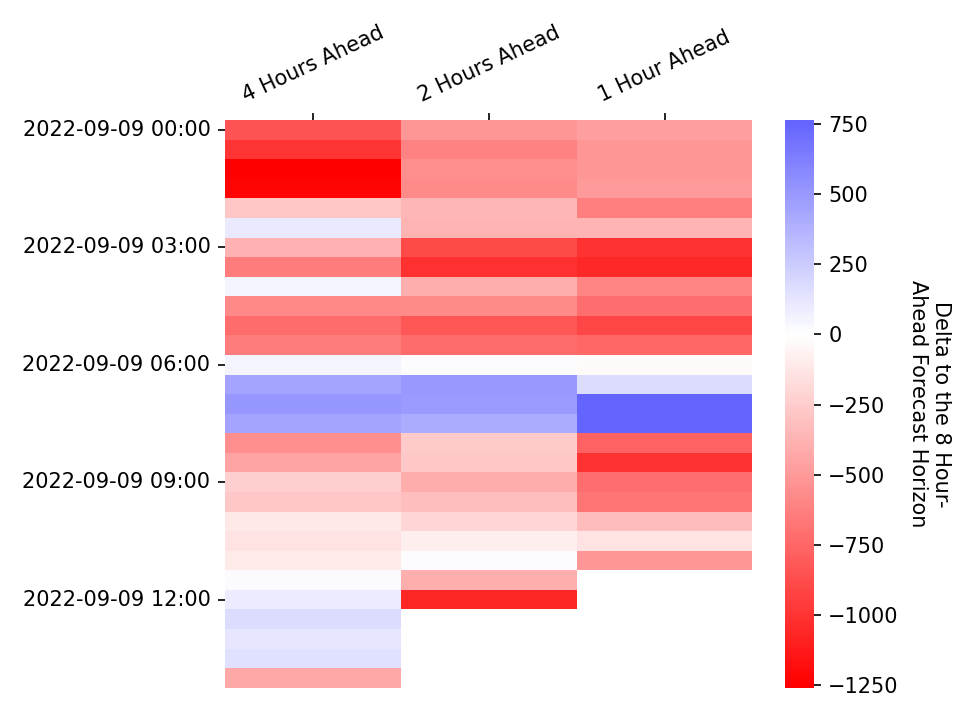 4 Hours Ahead
2 Hours Ahead
1 Hour Ahead
2022-09-09 00:00
2022-09-09 03:00
2022-09-09 06:00
2022-09-09 09:00
2022-09-09 12:00
750
500
250
0
−250
−500
−750
−1000
−1250
Delta to the 8 Hour-
Ahead Forecast Horizon